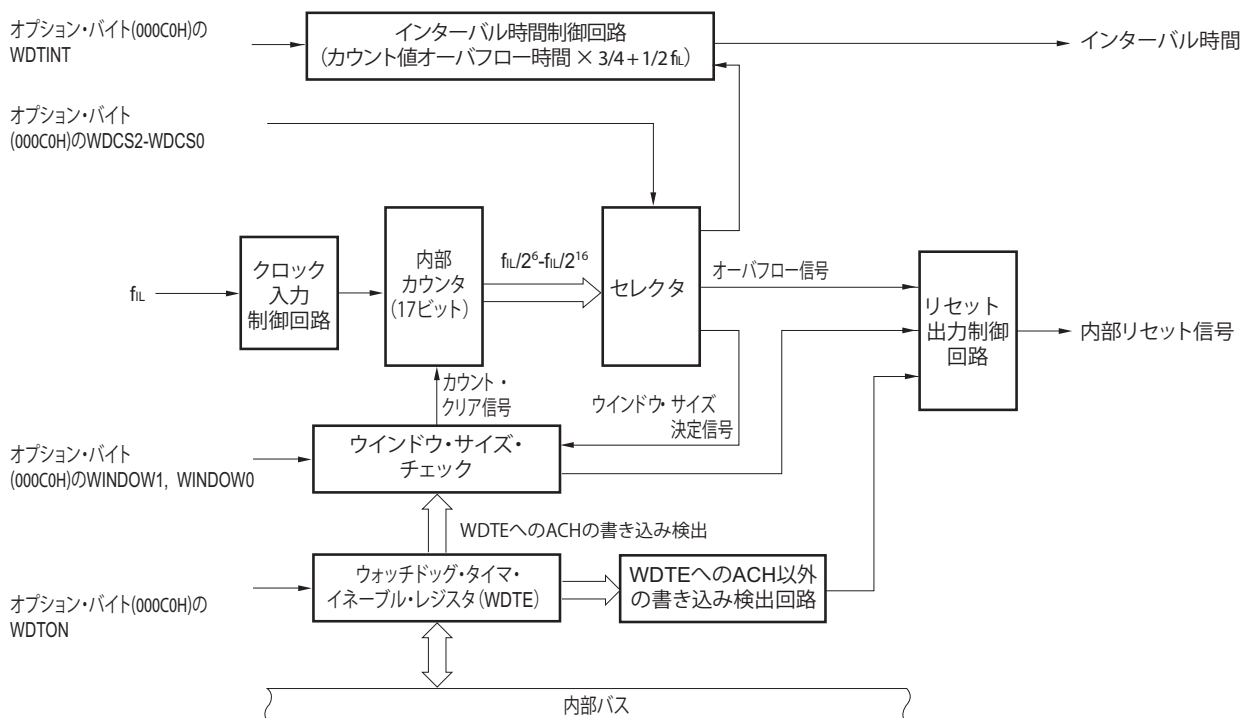 オプション・バイト(000C0H)の
WDTINT
インターバル時間制御回路
(カウント値オーバフロー時間 × 3/4 + 1/2 fIL)
インターバル時間
オプション・バイト
(000C0H)のWDCS2-WDCS0
fIL
クロック
入力
制御回路
内部
カウンタ
(17ビット)
fIL/2⁶-fIL/2¹⁶
セレクタ
オーバフロー信号
リセット
出力制御
回路
内部リセット信号
カウント・
クリア信号
ウインドウ・サイズ
決定信号
オプション・バイト
(000C0H)のWINDOW1, WINDOW0
ウインドウ・サイズ・
チェック
WDTEへのACHの書き込み検出
オプション・バイト(000C0H)の
WDTON
ウォッチドッグ・タイマ・
イネーブル・レジスタ(WDTE)
WDTEへのACH以外
の書き込み検出回路
内部バス